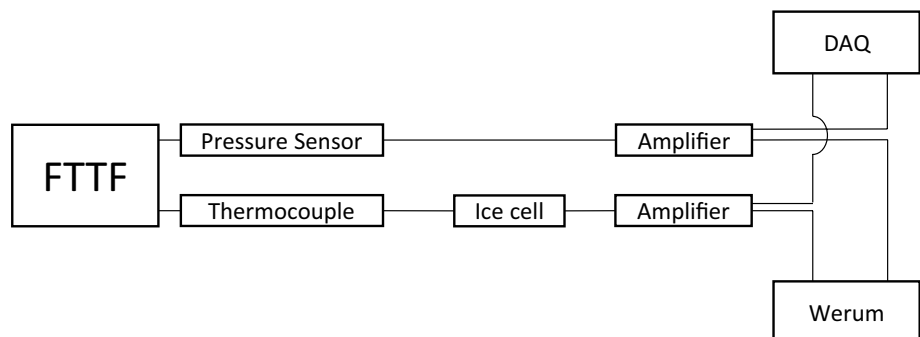 DAQ
Pressure Sensor
Amplifier
FTTF
Thermocouple
Ice cell
Amplifier
Werum